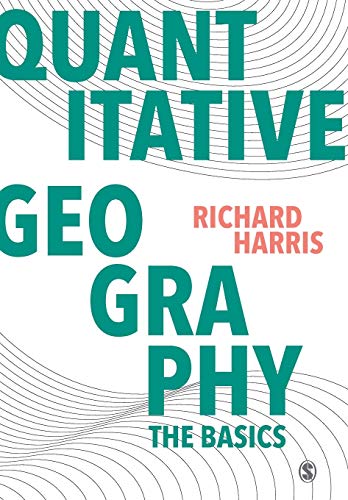 QUANT
ITATIVE
GEO
GRA
PHY
THE BASICS
RICHARD
HARRIS
S